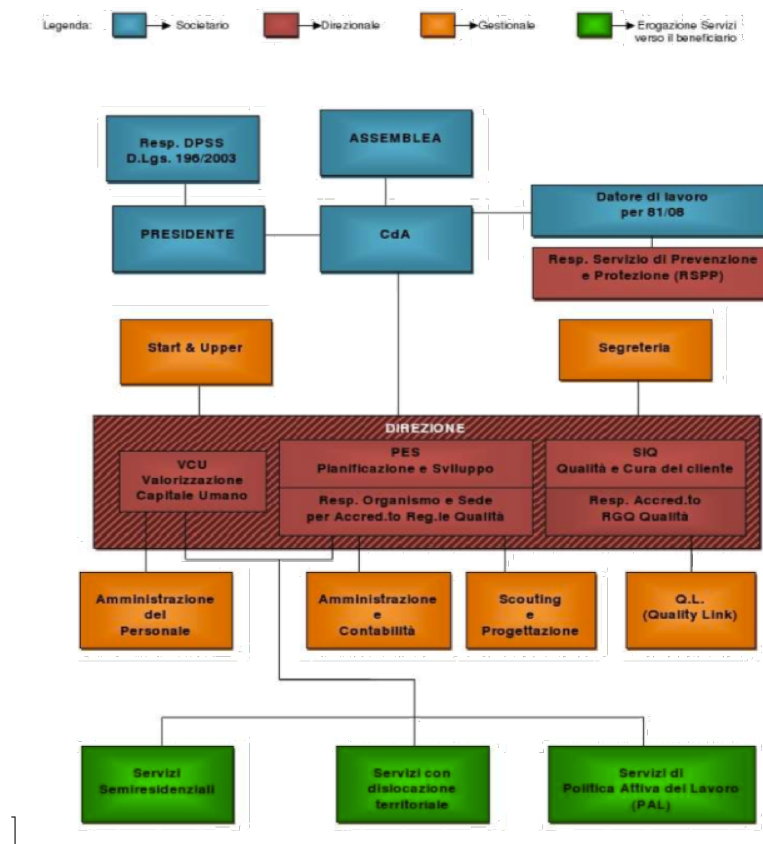 Legenda:
Societario
Direzionale
Gestionale
Erogazione Servizi
verso il beneficiario
Resp. DPSS
D.Lgs. 196/2003
ASSEMBLEA
Datore di lavoro
per 81/08
PRESIDENTE
CdA
Resp. Servizio di Prevenzione
e Protezione (RSPP)
Start & Upper
Segreteria
DIREZIONE
VCU
Valorizzazione
Capitale Umano
PES
Planificazione e Sviluppo
Resp. Organismo e Sede
per Accred.to Reg.le Qualità
SIQ
Qualità e Cura del cliente
Resp. Accred.to
RGQ Qualità
Amministrazione
del
Personale
Amministrazione
e
Contabilità
Scouting
e
Progettazione
Q.L.
(Quality Link)
Servizi
Semiresidenziali
Servizi con
dislocazione
territoriale
Servizi di
Politica Attiva del Lavoro
(PAL)